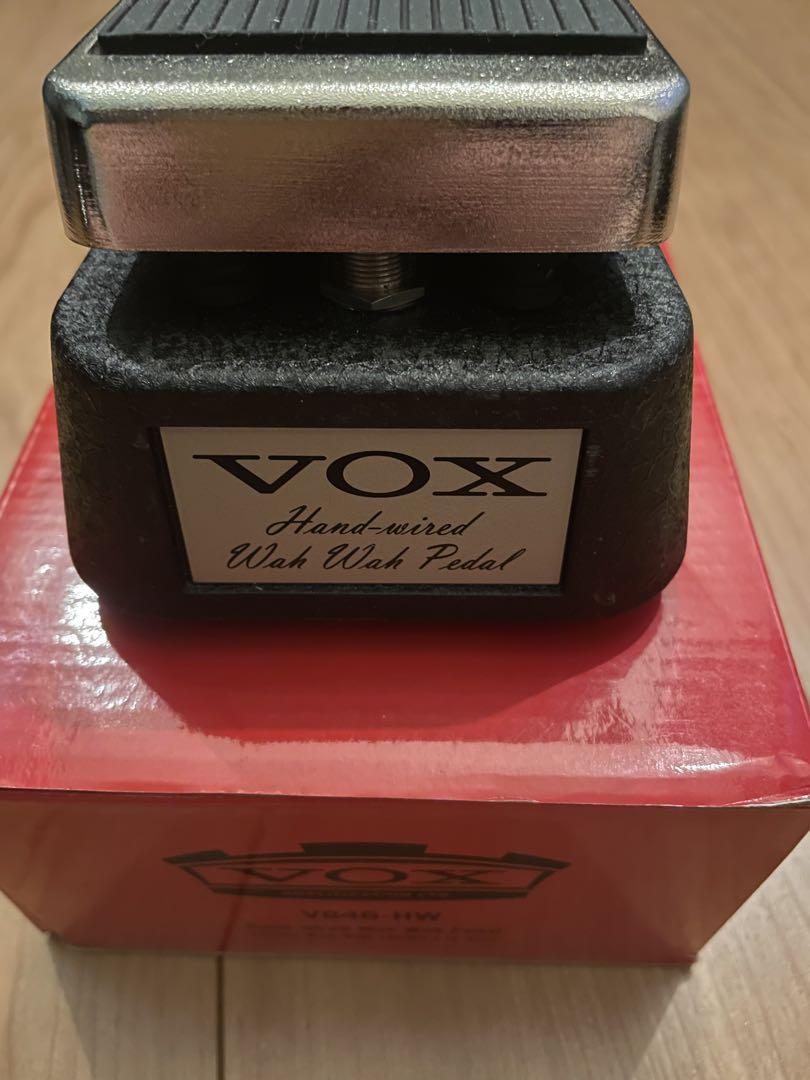 VOX
Hand-wired
Wah Wah Pedal
VOX
V846-HW